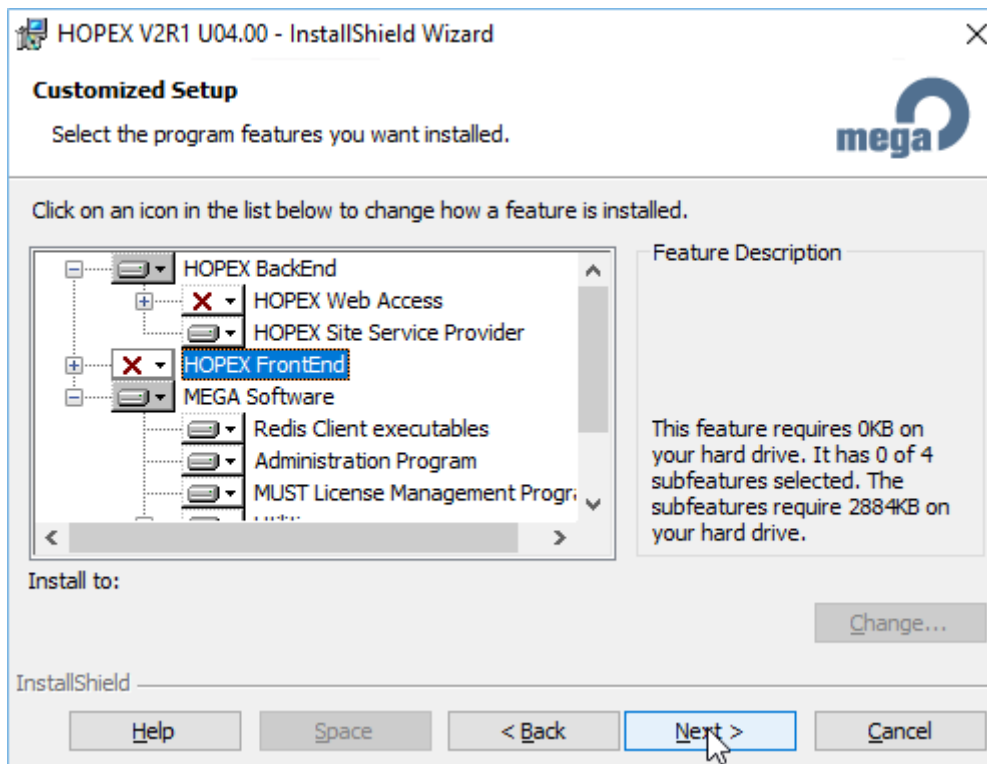 HOPEX V2R1 U04.00 - InstallShield Wizard
Customized Setup
Select the program features you want installed.
mega
Click on an icon in the list below to change how a feature is installed.
HOPEX BackEnd
HOPEX Web Access
HOPEX Site Service Provider
HOPEX FrontEnd
MEGA Software
Redis Client executables
Administration Program
MUST License Management Progr
Feature Description
This feature requires 0KB on
your hard drive. It has 0 of 4
subfeatures selected. The
subfeatures require 2884KB on
your hard drive.
Install to:
Change...
InstallShield
Help
Space
< Back
Next >
Cancel